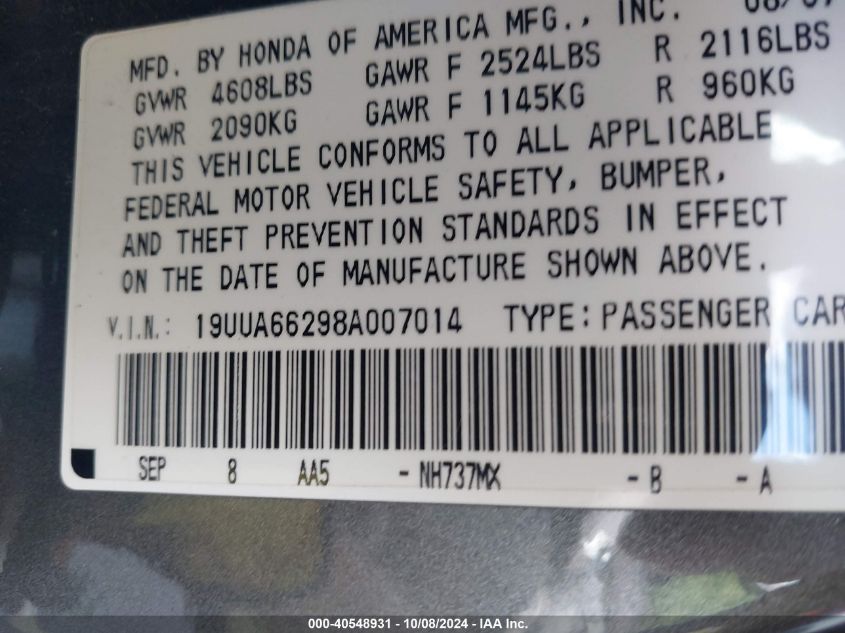 MFD. BY HONDA OF AMERICA MFG., INC. 08/07
GVWR 4608LBS GAWR F 2524LBS R 2116LBS
GVWR 2090KG GAWR F 1145KG R 960KG
THIS VEHICLE CONFORMS TO ALL APPLICABLE
FEDERAL MOTOR VEHICLE SAFETY, BUMPER,
AND THEFT PREVENTION STANDARDS IN EFFECT
ON THE DATE OF MANUFACTURE SHOWN ABOVE.
V.I.N.: 19UUA66298A007014 TYPE:PASSENGER CAR
SEP 8 AA5 - NH737MX - B - A
000-40548931 - 10/08/2024 - IAA Inc.